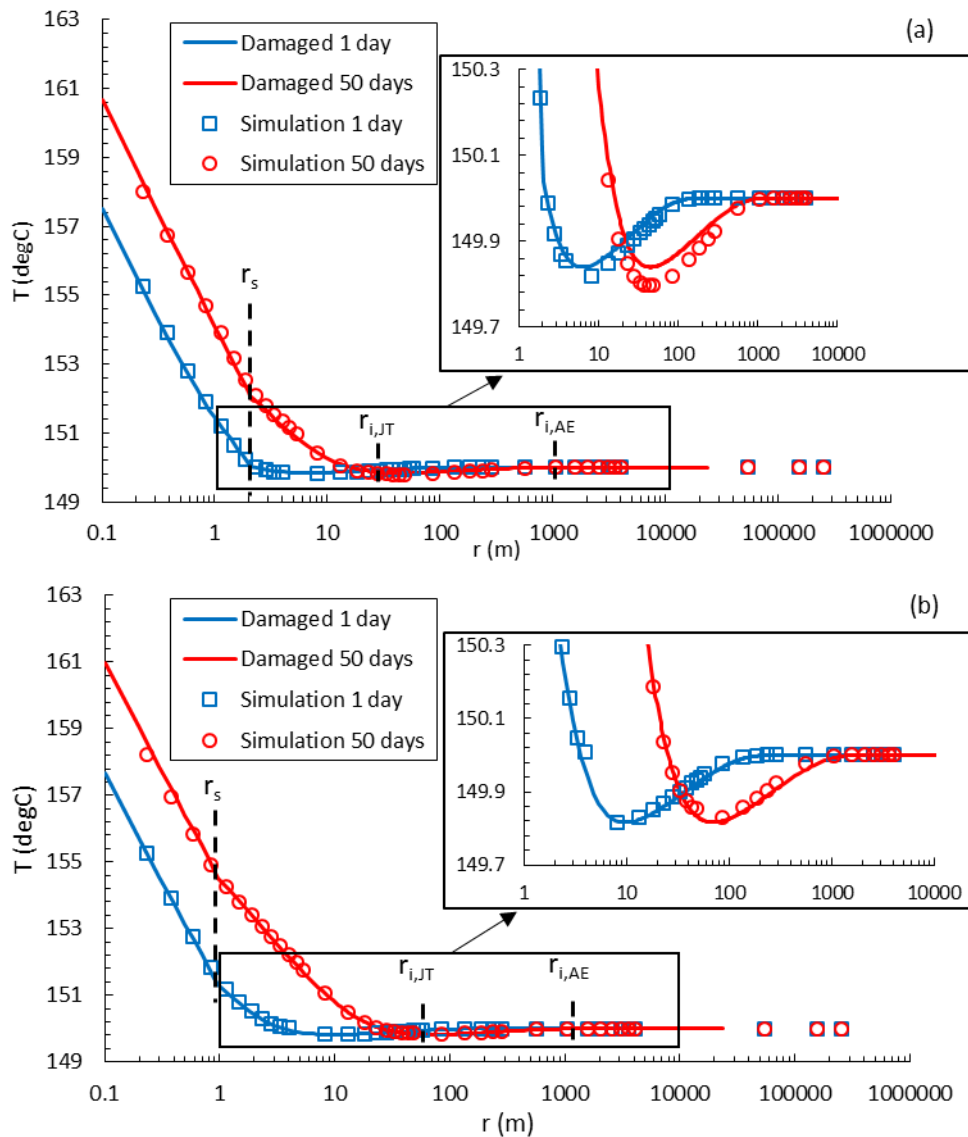 (a)
Damaged 1 day
Damaged 50 days
Simulation 1 day
Simulation 50 days
T (degC)
163
161
159
157
155
153
151
149
0.1 1 10 100 1000 10000 100000 1000000
r (m)
rs
ri,JT
ri,AE
150.3
150.1
149.9
149.7
1 10 100 1000 10000
(b)
Damaged 1 day
Damaged 50 days
Simulation 1 day
Simulation 50 days
T (degC)
163
161
159
157
155
153
151
149
0.1 1 10 100 1000 10000 100000 1000000
r (m)
rs
ri,JT
ri,AE
150.3
150.1
149.9
149.7
1 10 100 1000 10000